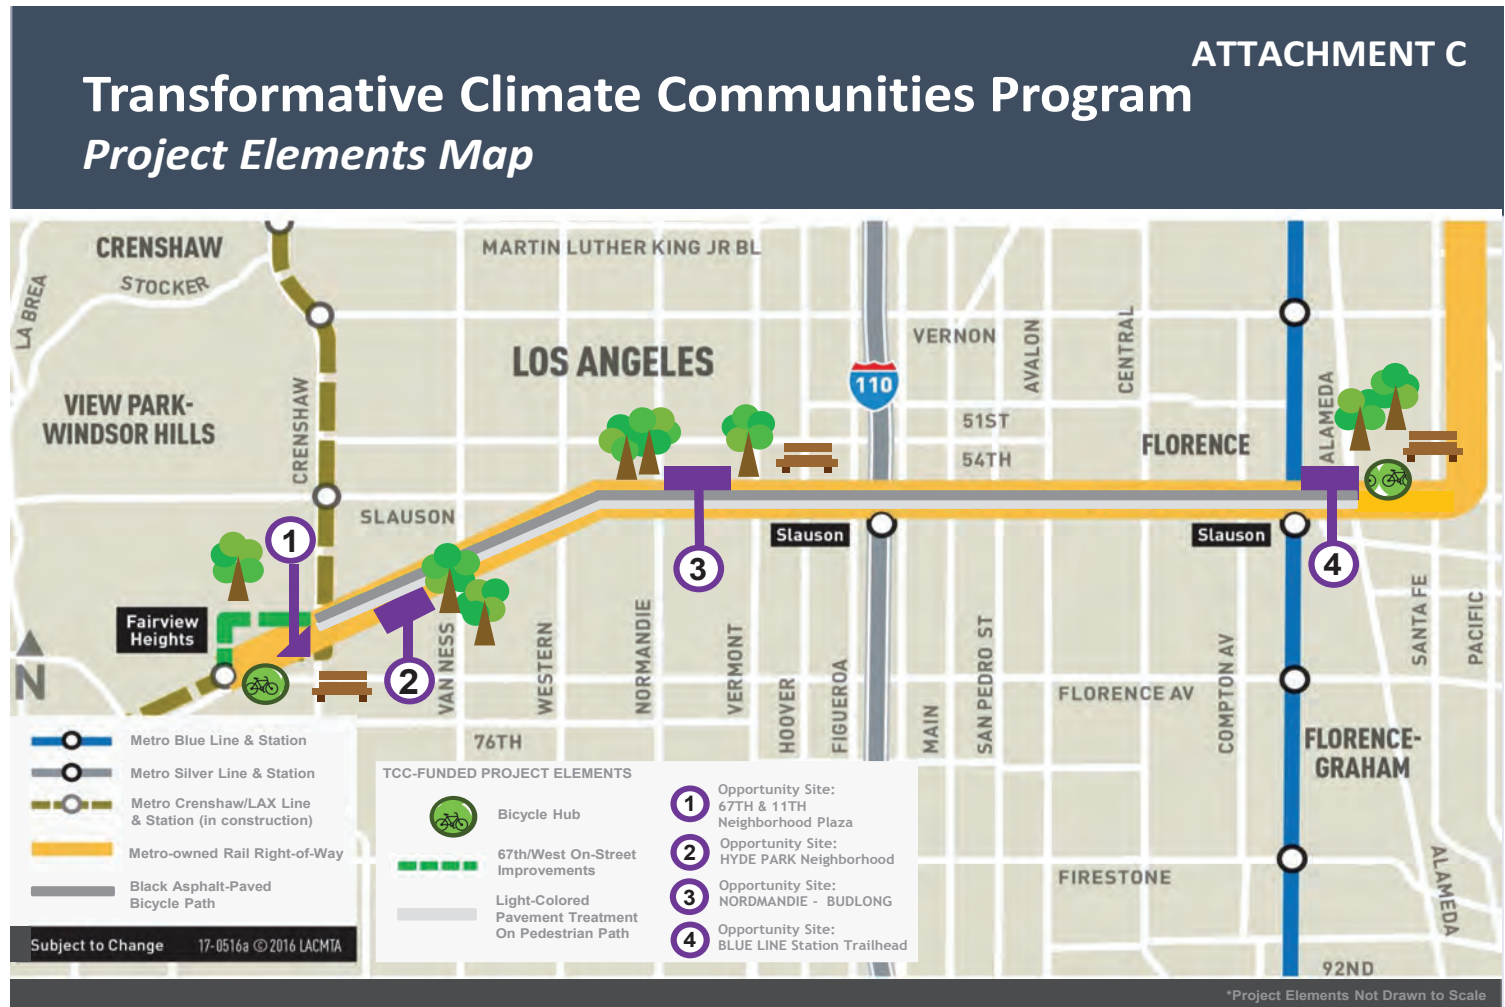 ATTACHMENT C
Transformative Climate Communities Program
Project Elements Map
CRENSHAW
MARTIN LUTHER KING JR BL
STOCKER
LA BREA
VERNON
AVALON
CENTRAL
LOS ANGELES
110
VIEW PARK-
WINDSOR HILLS
CRENSHAW
ALAMEDA
51ST
FLORENCE
54TH
SLAUSON
1
Slauson
Slauson
3
4
Fairview
Heights
N
2
VAN NESS
WESTERN
NORMANDIE
VERMONT
HOOVER
FIGUEROA
MAIN
SAN PEDRO ST
COMPTON AV
SANTA FE
PACIFIC
FLORENCE AV
76TH
FLORENCE-
GRAHAM
FIRESTONE
ALAMEDA
92ND
Metro Blue Line & Station
Metro Silver Line & Station
Metro Crenshaw/LAX Line
& Station (in construction)
Metro-owned Rail Right-of-Way
Black Asphalt-Paved
Bicycle Path
Subject to Change 17-0516a © 2016 LACMTA
TCC-FUNDED PROJECT ELEMENTS
Bicycle Hub
67th/West On-Street
Improvements
Light-Colored
Pavement Treatment
On Pedestrian Path
1
Opportunity Site:
67TH & 11TH
Neighborhood Plaza
2
Opportunity Site:
HYDE PARK Neighborhood
3
Opportunity Site:
NORDMANDIE - BUDLONG
4
Opportunity Site:
BLUE LINE Station Trailhead
*Project Elements Not Drawn to Scale